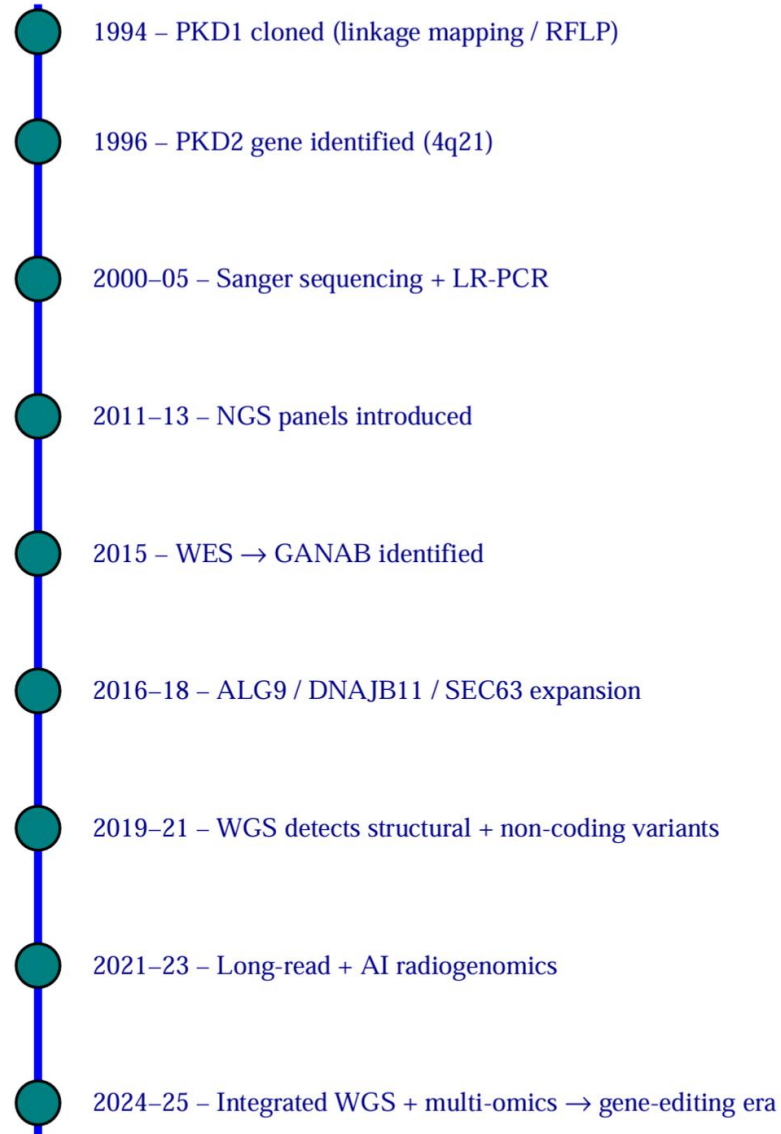 1994 – PKD1 cloned (linkage mapping / RFLP)
1996 – PKD2 gene identified (4q21)
2000–05 – Sanger sequencing + LR-PCR
2011–13 – NGS panels introduced
2015 – WES → GANAB identified
2016–18 – ALG9 / DNAJB11 / SEC63 expansion
2019–21 – WGS detects structural + non-coding variants
2021–23 – Long-read + AI radiogenomics
2024–25 – Integrated WGS + multi-omics → gene-editing era